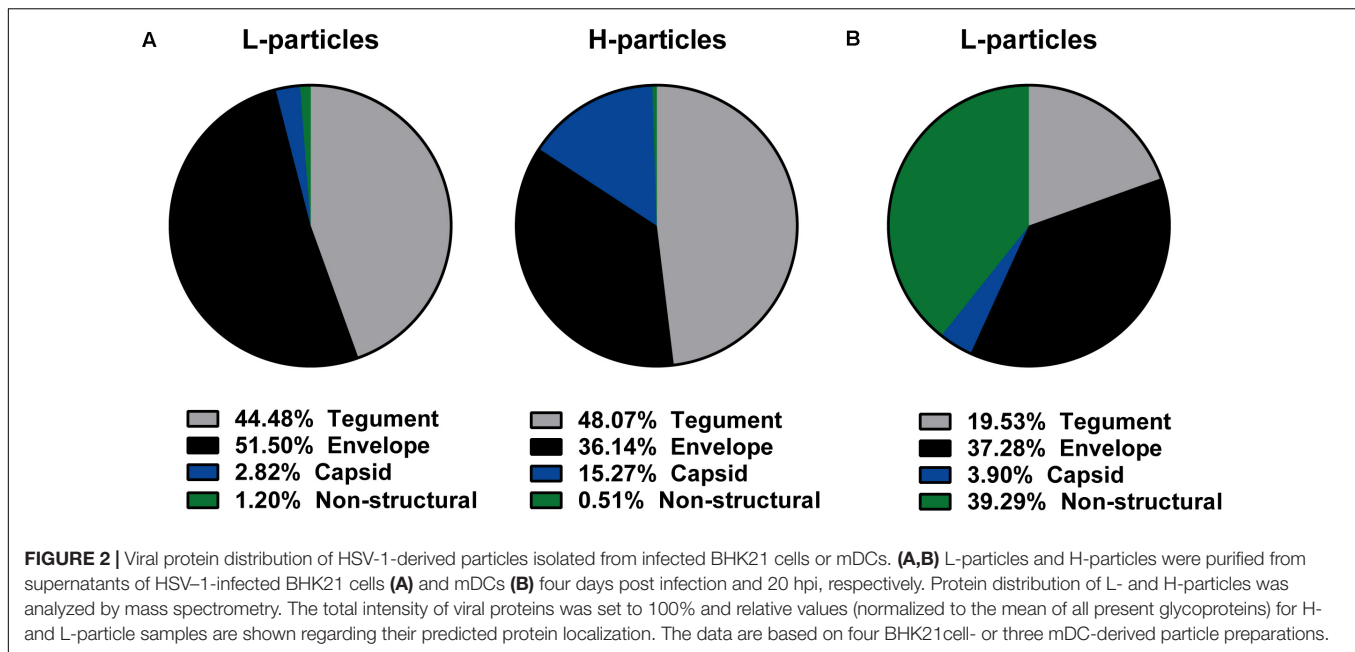 A
L-particles
H-particles
B
L-particles
44.48% Tegument
51.50% Envelope
2.82% Capsid
1.20% Non-structural
48.07% Tegument
36.14% Envelope
15.27% Capsid
0.51% Non-structural
19.53% Tegument
37.28% Envelope
3.90% Capsid
39.29% Non-structural
FIGURE 2 | Viral protein distribution of HSV-1-derived particles isolated from infected BHK21 cells or mDCs. (A,B) L-particles and H-particles were purified from
supernatants of HSV–1-infected BHK21 cells (A) and mDCs (B) four days post infection and 20 hpi, respectively. Protein distribution of L- and H-particles was
analyzed by mass spectrometry. The total intensity of viral proteins was set to 100% and relative values (normalized to the mean of all present glycoproteins) for H-
and L-particle samples are shown regarding their predicted protein localization. The data are based on four BHK21cell- or three mDC-derived particle preparations.